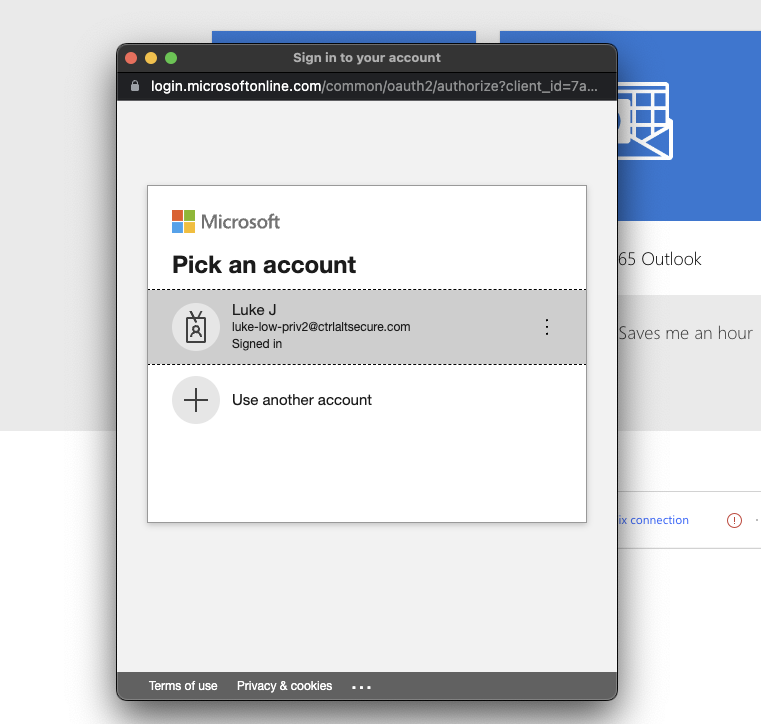 Sign in to your account
login.microsoftonline.com/common/oauth2/authorize?client_id=7a...
Microsoft
Pick an account
Luke J
luke-low-priv2@ctrlaltsecure.com
Signed in
Use another account
65 Outlook
Saves me an hour
ix connection
Terms of use Privacy & cookies ...